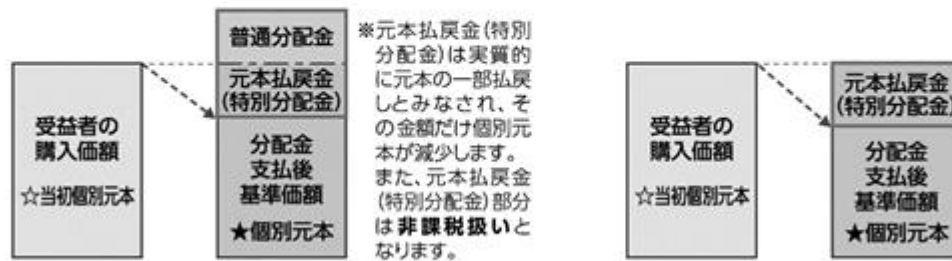 普通分配金
元本払戻金
(特別分配金)
受益者の
購入価額
☆当初個別元本
分配金
支払後
基準価額
★個別元本
※元本払戻金(特別
分配金)は実質的
に元本の一部払戻
しとみなされ、そ
の金額だけ個別元
本が減少します。
また、元本払戻金
(特別分配金)部分
は非課税扱いと
なります。
受益者の
購入価額
☆当初個別元本
元本払戻金
(特別分配金)
分配金
支払後
基準価額
★個別元本